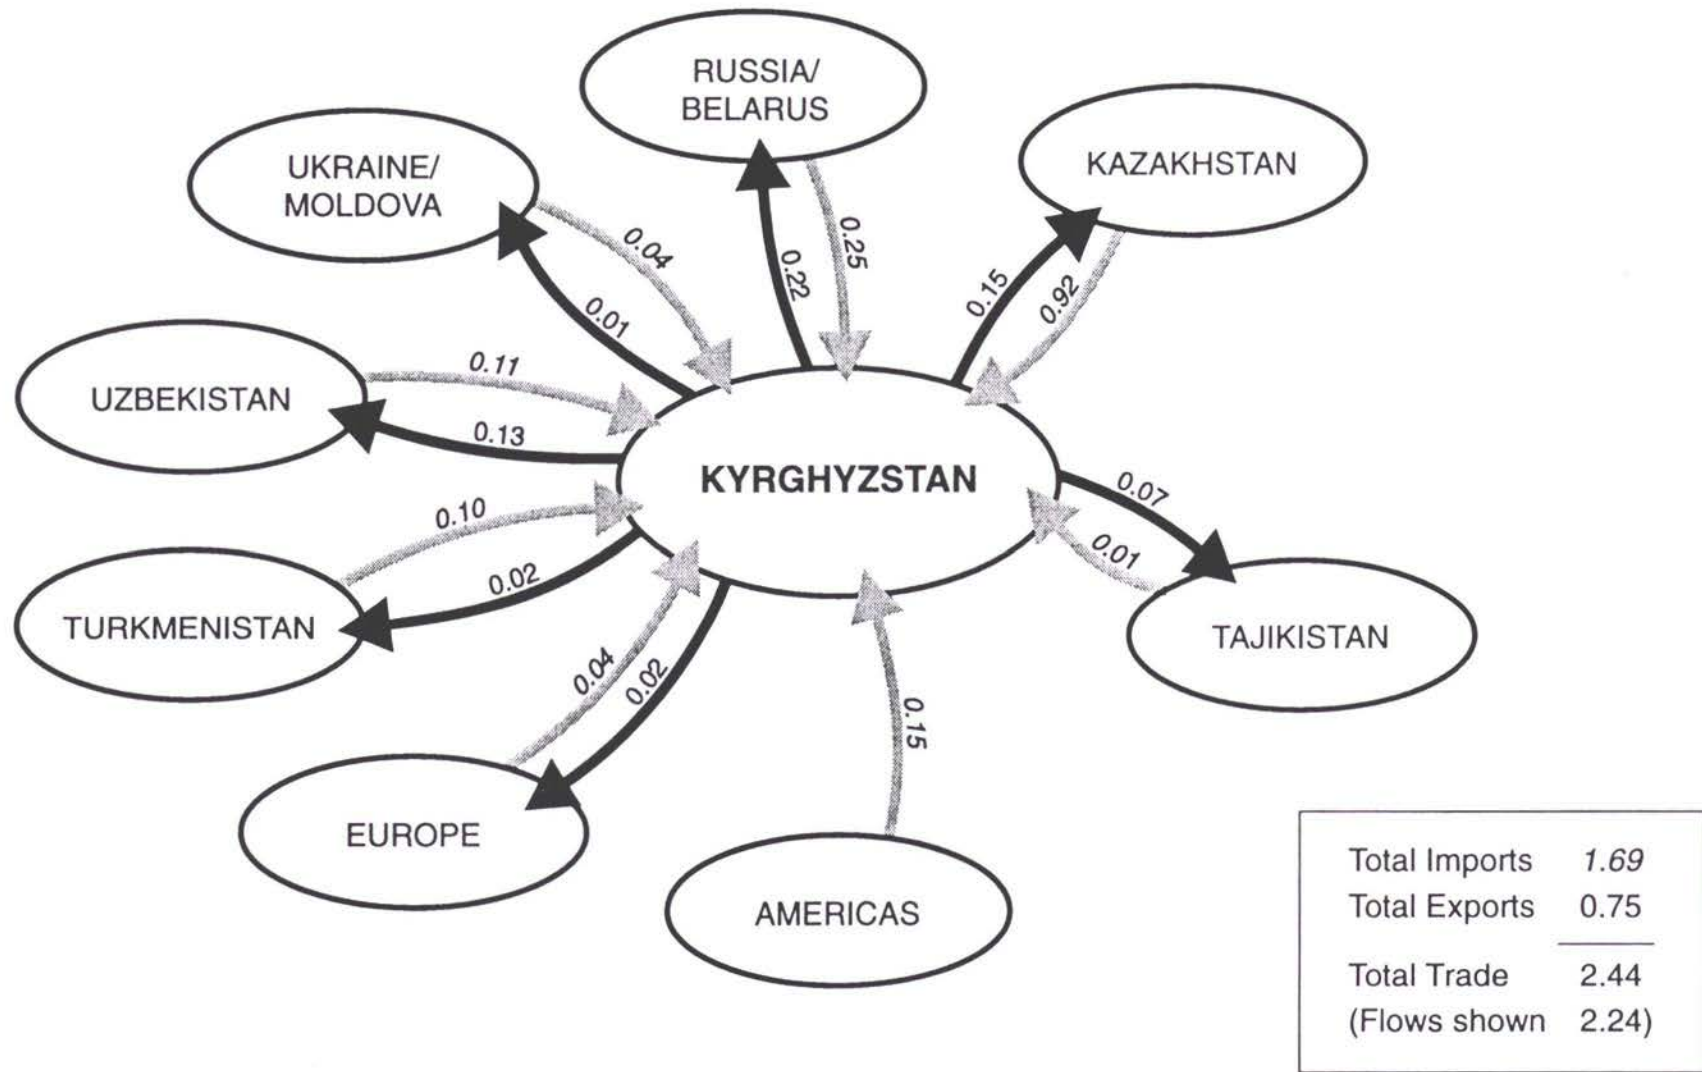 RUSSIA/
BELARUS
KAZAKHSTAN
UKRAINE/
MOLDOVA
0.04
0.01
0.22
0.25
0.15
0.92
UZBEKISTAN
0.11
0.13
KYRGHYZSTAN
0.07
0.01
TAJIKISTAN
0.10
0.02
TURKMENISTAN
0.04
0.02
EUROPE
0.15
AMERICAS
Total Imports 1.69
Total Exports 0.75
Total Trade 2.44
(Flows shown 2.24)